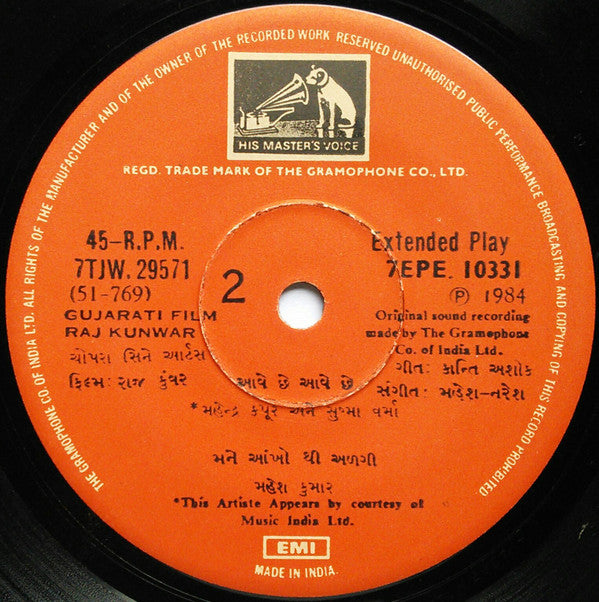 THE GRAMOPHONE CO. OF INDIA LTD. ALL RIGHTS OF THE MANUFACTURER AND OF THE OWNER OF THE RECORDED WORK RESERVED UNAUTHORISED PUBLIC PERFORMANCE BROADCASTING AND COPYING OF THIS RECORD PROHIBITED
HIS MASTER'S VOICE
REGD. TRADE MARK OF THE GRAMOPHONE CO., LTD.
45-R.P.M.
7TJW. 29571
(51-769)
GUJARATI FILM
RAJ KUNWAR
2
Extended Play
7EPE. 10331
Ⓟ 1984
Original sound recording
made by The Gramophone
Co. of India Ltd.
ચોપરા સિને આર્ટસ
ફિલ્મ: રાજ કુંવર
ગીત: કાન્તિ અશોક
સંગીત: મહેશ-નરેશ
આવે છે આવે છે
*મહેન્દ્ર કપૂર અને સુષ્મા વર્મા
મને આંખો થી અળગી
મહેશ કુમાર
*This Artiste Appears by courtesy of
Music India Ltd.
EMI
MADE IN INDIA.